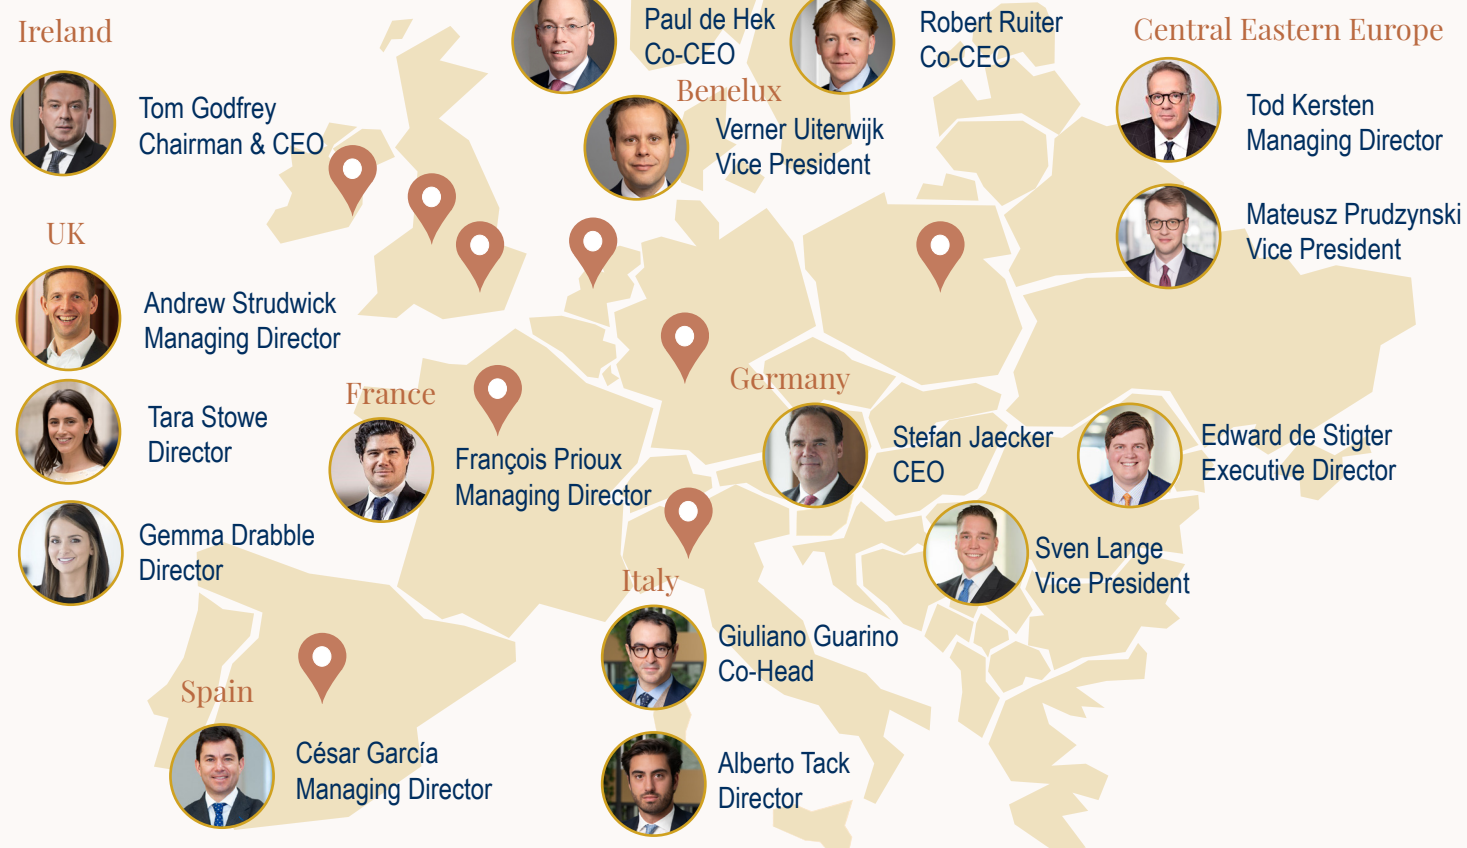 Ireland
Tom Godfrey
Chairman & CEO
UK
Andrew Strudwick
Managing Director
Tara Stowe
Director
Gemma Drabble
Director
Paul de Hek
Co-CEO
Robert Ruiter
Co-CEO
Benelux
Verner Uiterwijk
Vice President
Central Eastern Europe
Tod Kersten
Managing Director
Mateusz Prudzynski
Vice President
France
François Prioux
Managing Director
Germany
Stefan Jaecker
CEO
Edward de Stigter
Executive Director
Sven Lange
Vice President
Italy
Giuliano Guarino
Co-Head
Alberto Tack
Director
Spain
César García
Managing Director